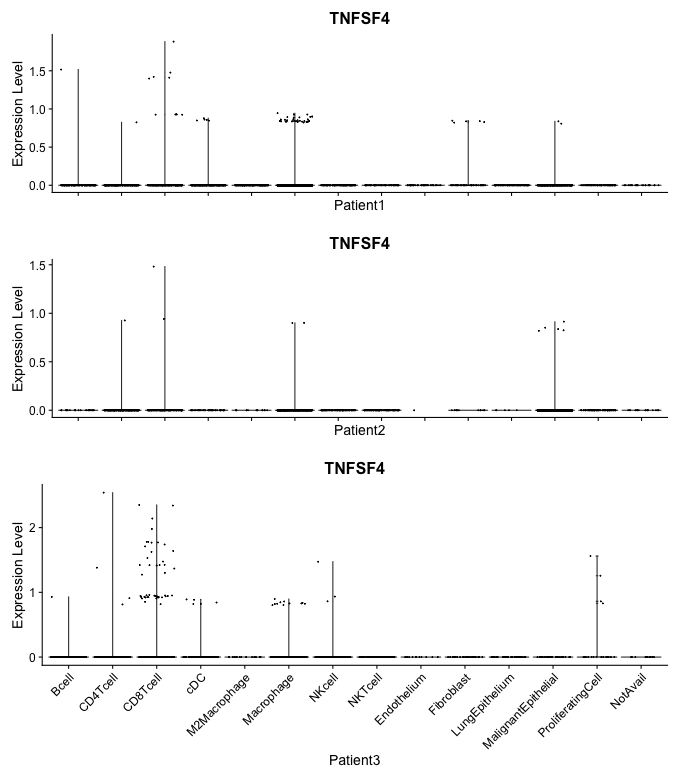 TNFSF4
Expression Level
1.5
1.0
0.5
0.0
Patient1
TNFSF4
Expression Level
1.5
1.0
0.5
0.0
Patient2
TNFSF4
Expression Level
2
1
0
Bcell
CD4Tcell
CD8Tcell
cDC
M2Macrophage
Macrophage
NKcell
NKTcell
Endothelium
Fibroblast
LungEpithelium
MalignantEpithelial
ProliferatingCell
NotAvail
Patient3